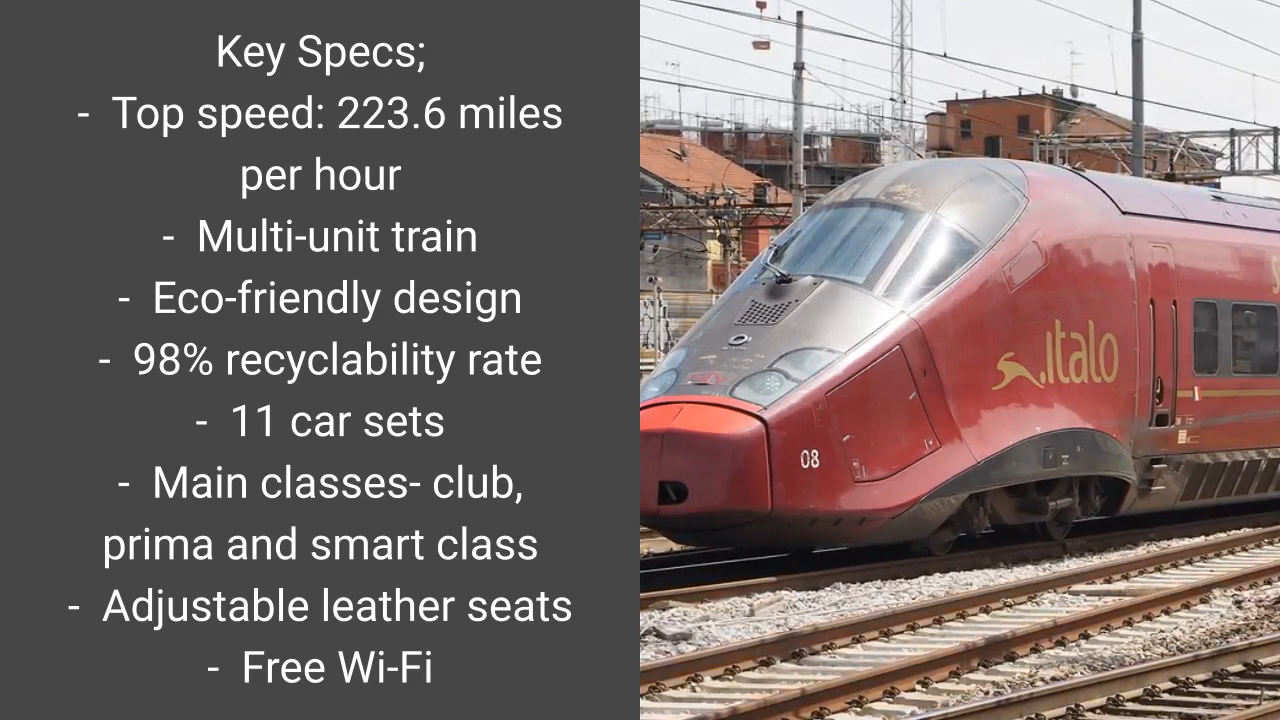 Key Specs;
- Top speed: 223.6 miles
per hour
- Multi-unit train
- Eco-friendly design
- 98% recyclability rate
- 11 car sets
- Main classes- club,
prima and smart class
- Adjustable leather seats
- Free Wi-Fi
.italo
08